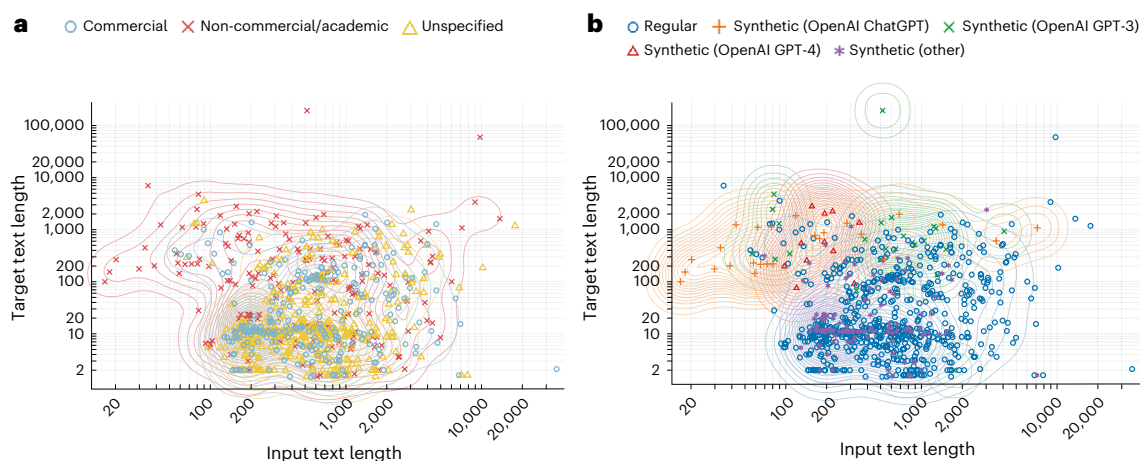 a
Commercial
Non-commercial/academic
Unspecified
100,000
20,000
10,000
2,000
1,000
200
100
20
10
2
Target text length
20
100
200
1,000
2,000
10,000
20,000
Input text length
b
Regular
Synthetic (OpenAI ChatGPT)
Synthetic (OpenAI GPT-3)
Synthetic (OpenAI GPT-4)
Synthetic (other)
100,000
20,000
10,000
2,000
1,000
200
100
20
10
2
Target text length
20
100
200
1,000
2,000
10,000
20,000
Input text length